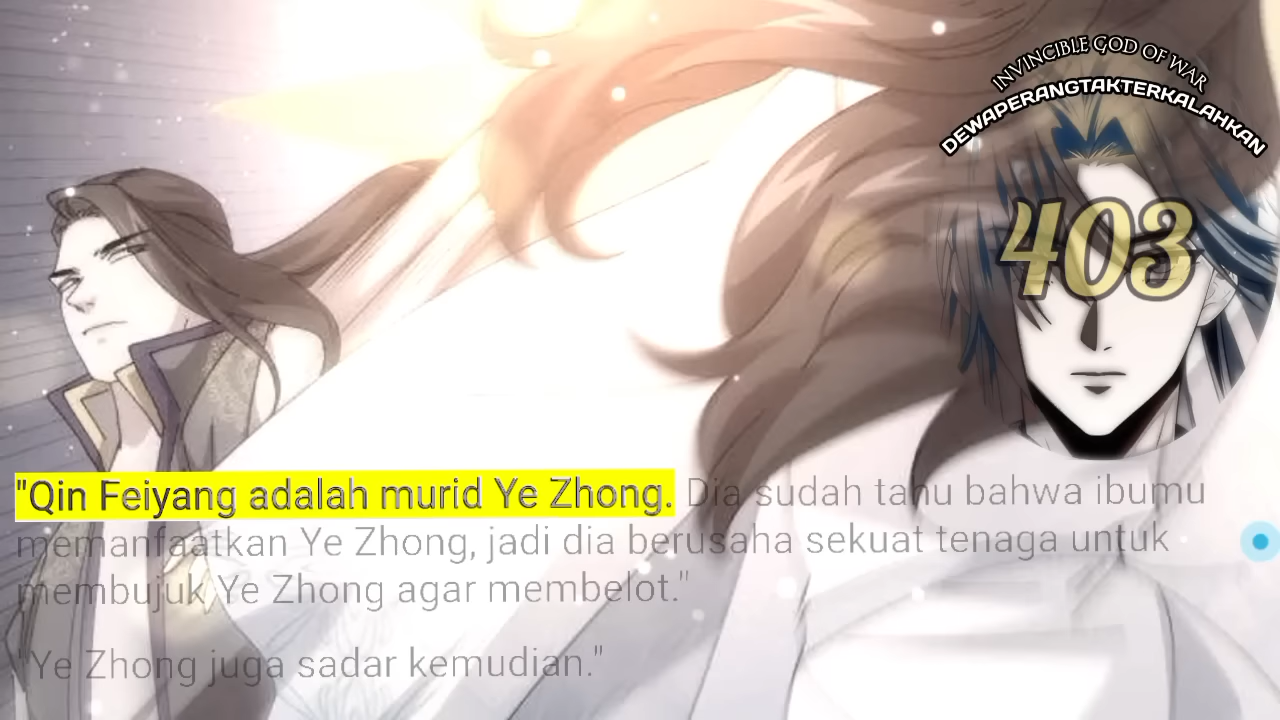 INVINCIBLE GOD OF WAR
DEWAPERANGTAKTERKALAHKAN
403
"Qin Feiyang adalah murid Ye Zhong. Dia sudah tahu bahwa ibumu
memanfaatkan Ye Zhong, jadi dia berusaha sekuat tenaga untuk
membujuk Ye Zhong agar membelot."
"Ye Zhong juga sadar kemudian."